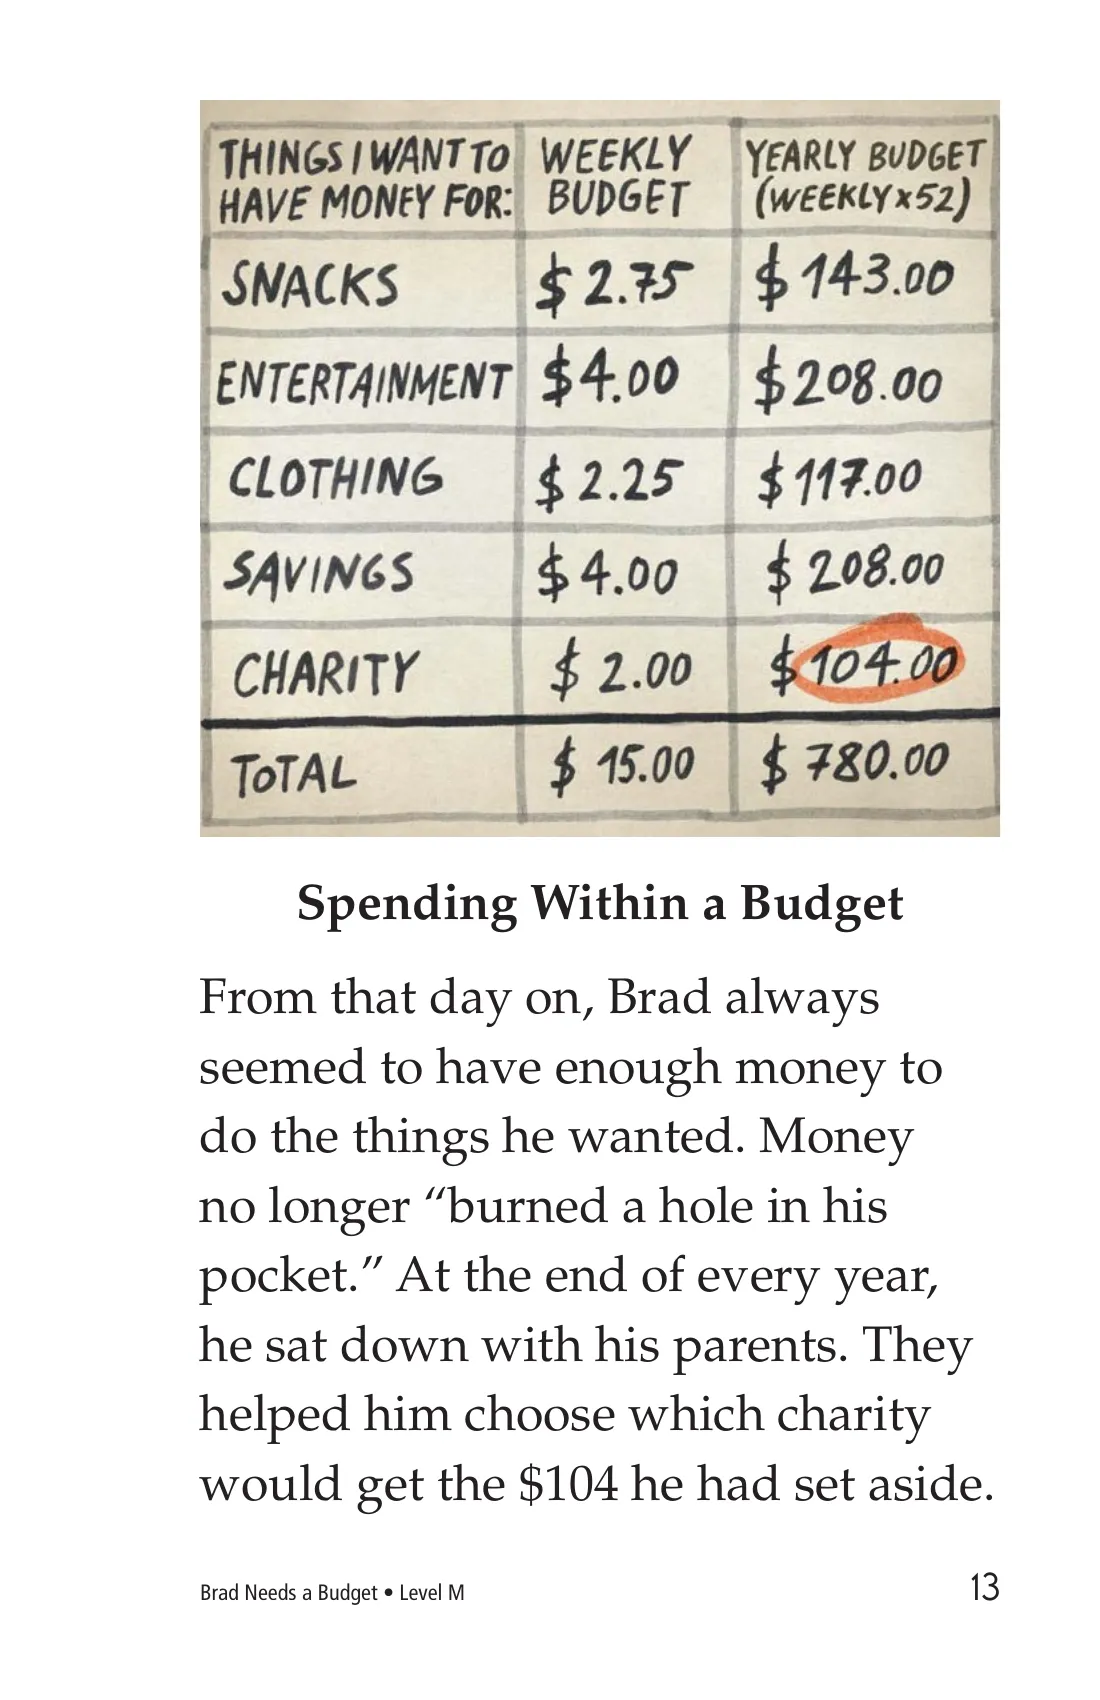 THINGS I WANT TO HAVE MONEY FOR: WEEKLY BUDGET YEARLY BUDGET (WEEKLY x 52)
SNACKS $2.75 $143.00
ENTERTAINMENT $4.00 $208.00
CLOTHING $2.25 $117.00
SAVINGS $4.00 $208.00
CHARITY $2.00 $104.00
TOTAL $15.00 $780.00
Spending Within a Budget
From that day on, Brad always
seemed to have enough money to
do the things he wanted. Money
no longer “burned a hole in his
pocket.” At the end of every year,
he sat down with his parents. They
helped him choose which charity
would get the $104 he had set aside.
Brad Needs a Budget • Level M 13